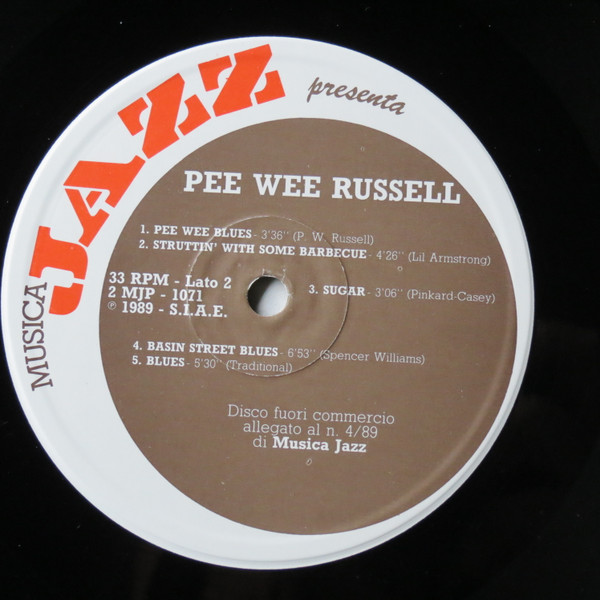 MUSICA JAZZ presenta
PEE WEE RUSSELL
1. PEE WEE BLUES - 3'36'' (P. W. Russell)
2. STRUTTIN' WITH SOME BARBECUE - 4'26'' (Lil Armstrong)
33 RPM - Lato 2
2 MJP - 1071
℗ 1989 - S.I.A.E.
3. SUGAR - 3'06'' (Pinkard-Casey)
4. BASIN STREET BLUES - 6'53'' (Spencer Williams)
5. BLUES - 5'30'' (Traditional)
Disco fuori commercio
allegato al n. 4/89
di Musica Jazz